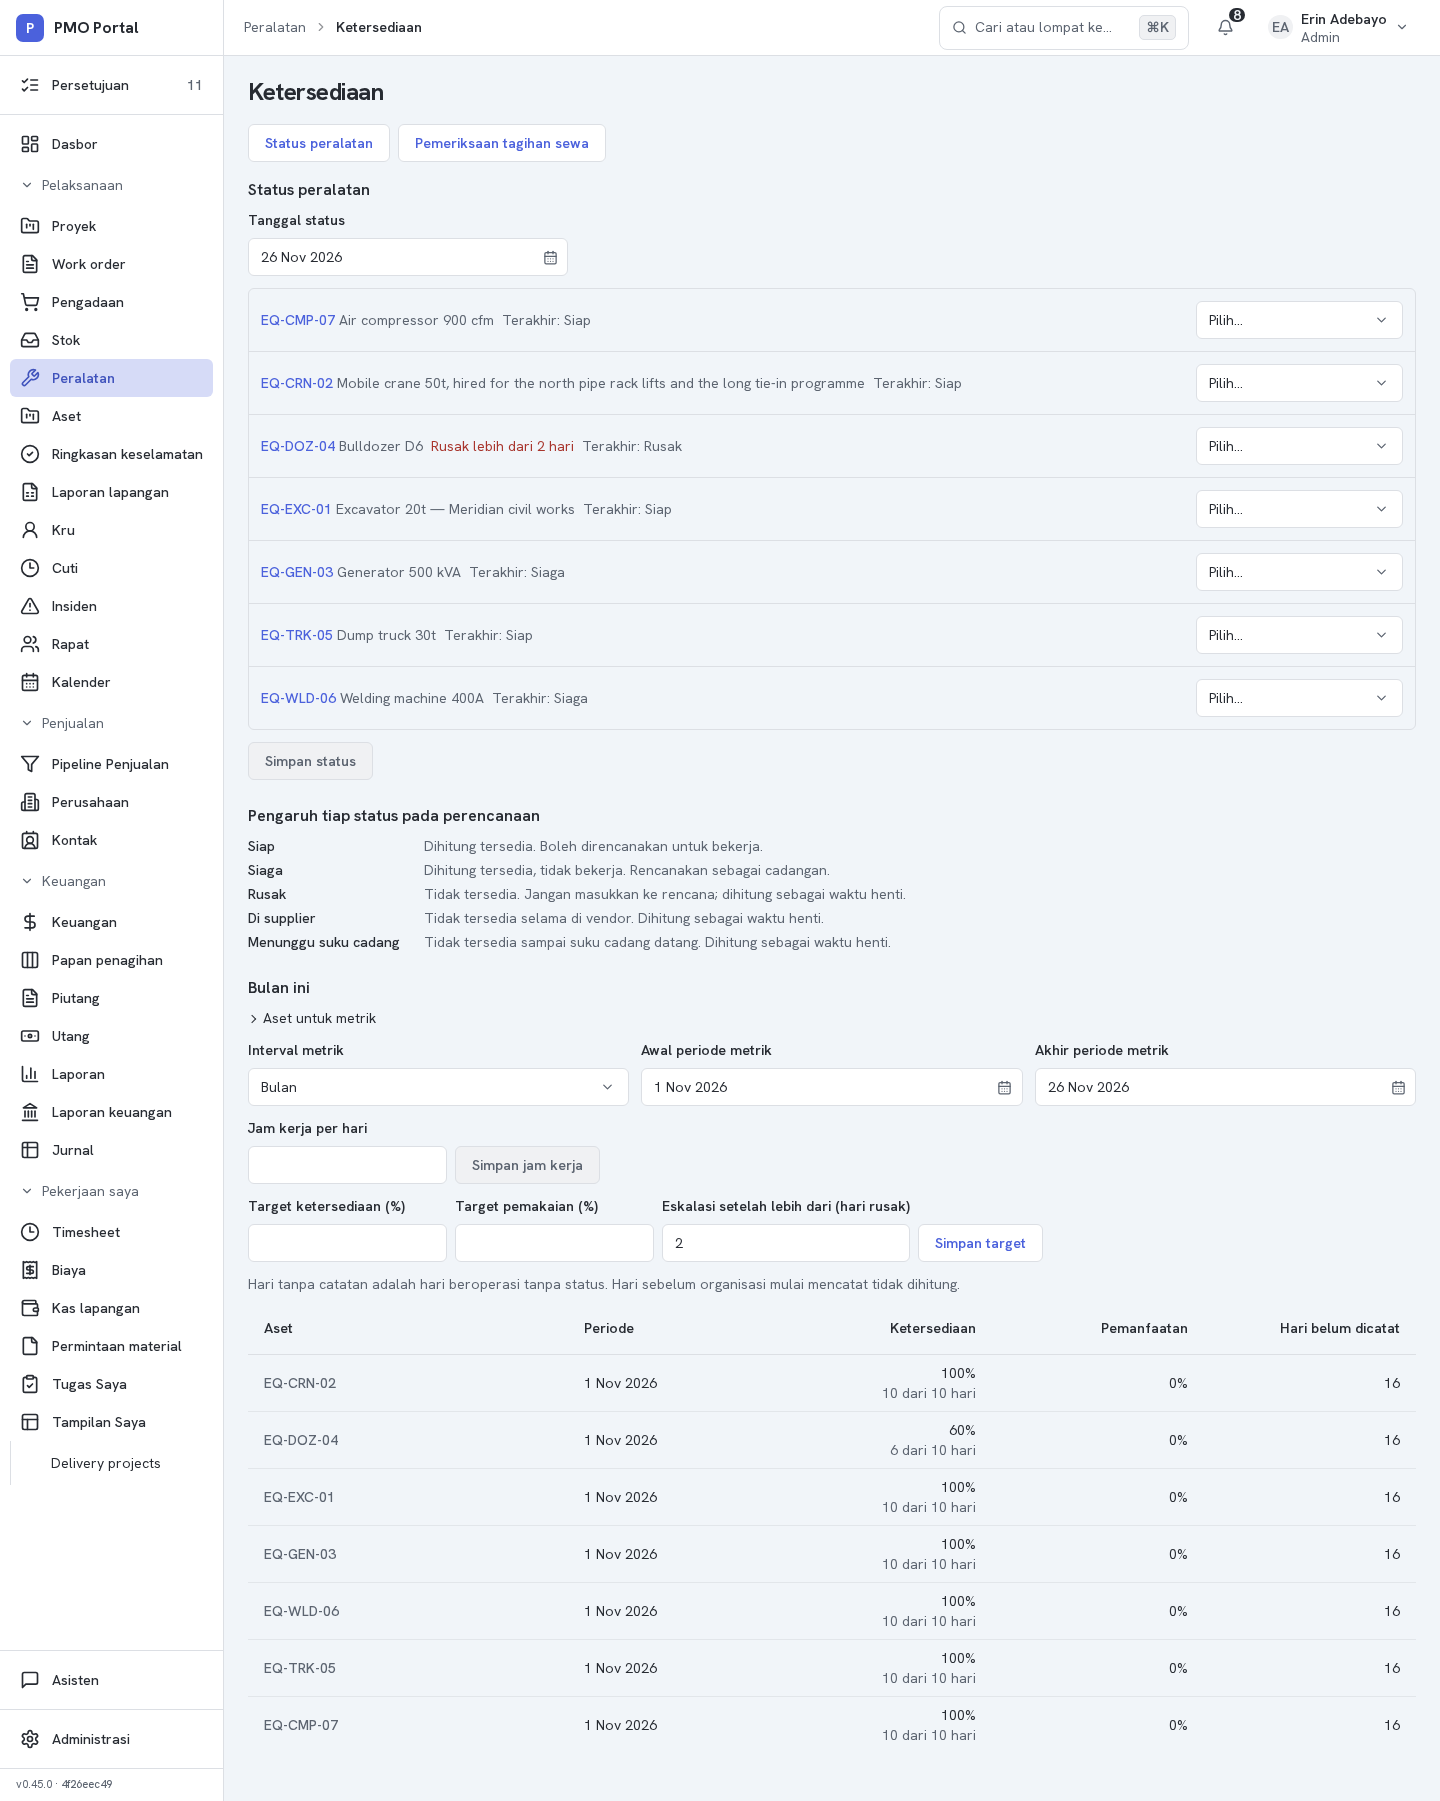 P PMO Portal
Peralatan > Ketersediaan
Cari atau lompat ke... ⌘K
8
EA Erin Adebayo
Admin
Persetujuan 11
Dasbor
Pelaksanaan
Proyek
Work order
Pengadaan
Stok
Peralatan
Aset
Ringkasan keselamatan
Laporan lapangan
Kru
Cuti
Insiden
Rapat
Kalender
Penjualan
Pipeline Penjualan
Perusahaan
Kontak
Keuangan
Keuangan
Papan penagihan
Piutang
Utang
Laporan
Laporan keuangan
Jurnal
Pekerjaan saya
Timesheet
Biaya
Kas lapangan
Permintaan material
Tugas Saya
Tampilan Saya
Delivery projects
Asisten
Administrasi
v0.45.0 · 4f26eec49
Ketersediaan
Status peralatan Pemeriksaan tagihan sewa
Status peralatan
Tanggal status
26 Nov 2026
EQ-CMP-07 Air compressor 900 cfm Terakhir: Siap Pilih...
EQ-CRN-02 Mobile crane 50t, hired for the north pipe rack lifts and the long tie-in programme Terakhir: Siap Pilih...
EQ-DOZ-04 Bulldozer D6 Rusak lebih dari 2 hari Terakhir: Rusak Pilih...
EQ-EXC-01 Excavator 20t — Meridian civil works Terakhir: Siap Pilih...
EQ-GEN-03 Generator 500 kVA Terakhir: Siaga Pilih...
EQ-TRK-05 Dump truck 30t Terakhir: Siap Pilih...
EQ-WLD-06 Welding machine 400A Terakhir: Siaga Pilih...
Simpan status
Pengaruh tiap status pada perencanaan
Siap Dihitung tersedia. Boleh direncanakan untuk bekerja.
Siaga Dihitung tersedia, tidak bekerja. Rencanakan sebagai cadangan.
Rusak Tidak tersedia. Jangan masukkan ke rencana; dihitung sebagai waktu henti.
Di supplier Tidak tersedia selama di vendor. Dihitung sebagai waktu henti.
Menunggu suku cadang Tidak tersedia sampai suku cadang datang. Dihitung sebagai waktu henti.
Bulan ini
Aset untuk metrik
Interval metrik Awal periode metrik Akhir periode metrik
Bulan 1 Nov 2026 26 Nov 2026
Jam kerja per hari
Simpan jam kerja
Target ketersediaan (%) Target pemakaian (%) Eskalasi setelah lebih dari (hari rusak)
2 Simpan target
Hari tanpa catatan adalah hari beroperasi tanpa status. Hari sebelum organisasi mulai mencatat tidak dihitung.
Aset Periode Ketersediaan Pemanfaatan Hari belum dicatat
EQ-CRN-02 1 Nov 2026 100% 0% 16
10 dari 10 hari
EQ-DOZ-04 1 Nov 2026 60% 0% 16
6 dari 10 hari
EQ-EXC-01 1 Nov 2026 100% 0% 16
10 dari 10 hari
EQ-GEN-03 1 Nov 2026 100% 0% 16
10 dari 10 hari
EQ-WLD-06 1 Nov 2026 100% 0% 16
10 dari 10 hari
EQ-TRK-05 1 Nov 2026 100% 0% 16
10 dari 10 hari
EQ-CMP-07 1 Nov 2026 100% 0% 16
10 dari 10 hari